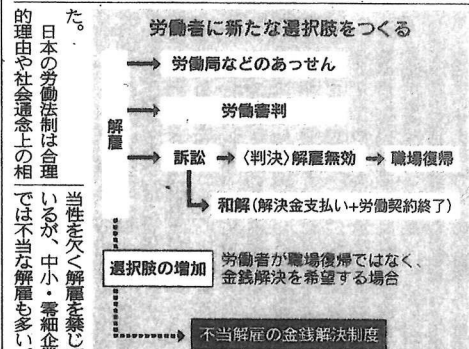 労働者に新たな選択肢をつくる
解雇
労働局などのあっせん
労働審判
訴訟 → 〈判決〉解雇無効 → 職場復帰
和解(解決金支払い+労働契約終了)
選択肢の増加
労働者が職場復帰ではなく、
金銭解決を希望する場合
不当解雇の金銭解決制度
た。
日本の労働法制は合理
的理由や社会通念上の相
当性を欠く解雇を禁じ
いるが、中小・零細企業
では不当な解雇も多い。